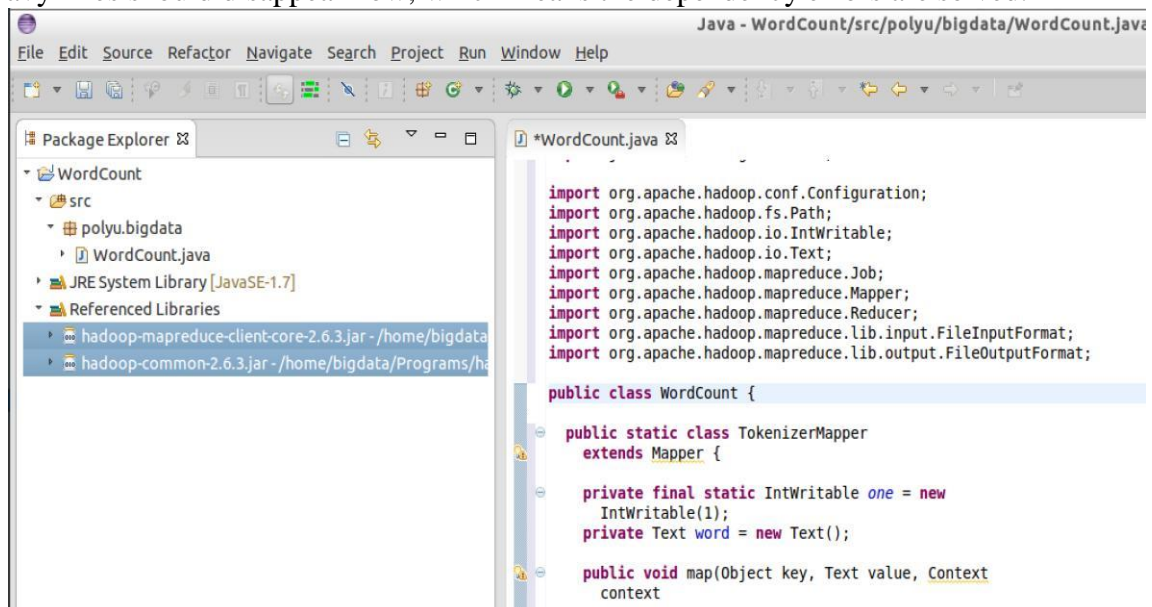 Java - WordCount/src/polyu/bigdata/WordCount.java
File Edit Source Refactor Navigate Search Project Run Window Help
Package Explorer
WordCount
src
polyu.bigdata
WordCount.java
JRE System Library [JavaSE-1.7]
Referenced Libraries
hadoop-mapreduce-client-core-2.6.3.jar - /home/bigdata
hadoop-common-2.6.3.jar - /home/bigdata/Programs/ha
*WordCount.java
import org.apache.hadoop.conf.Configuration;
import org.apache.hadoop.fs.Path;
import org.apache.hadoop.io.IntWritable;
import org.apache.hadoop.io.Text;
import org.apache.hadoop.mapreduce.Job;
import org.apache.hadoop.mapreduce.Mapper;
import org.apache.hadoop.mapreduce.Reducer;
import org.apache.hadoop.mapreduce.lib.input.FileInputFormat;
import org.apache.hadoop.mapreduce.lib.output.FileOutputFormat;
public class WordCount {
public static class TokenizerMapper
extends Mapper {
private final static IntWritable one = new
IntWritable(1);
private Text word = new Text();
public void map(Object key, Text value, Context
context